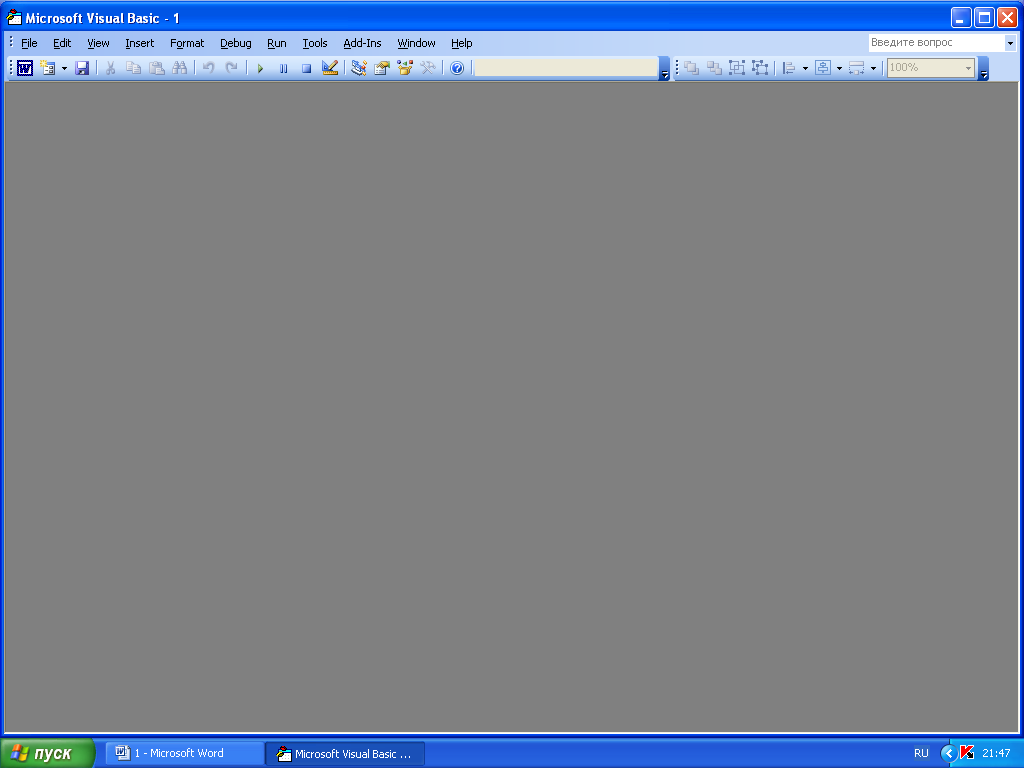 Microsoft Visual Basic - 1
File Edit View Insert Format Debug Run Tools Add-Ins Window Help Введите вопрос
100%
пуск 1 - Microsoft Word Microsoft Visual Basic ... RU 21:47